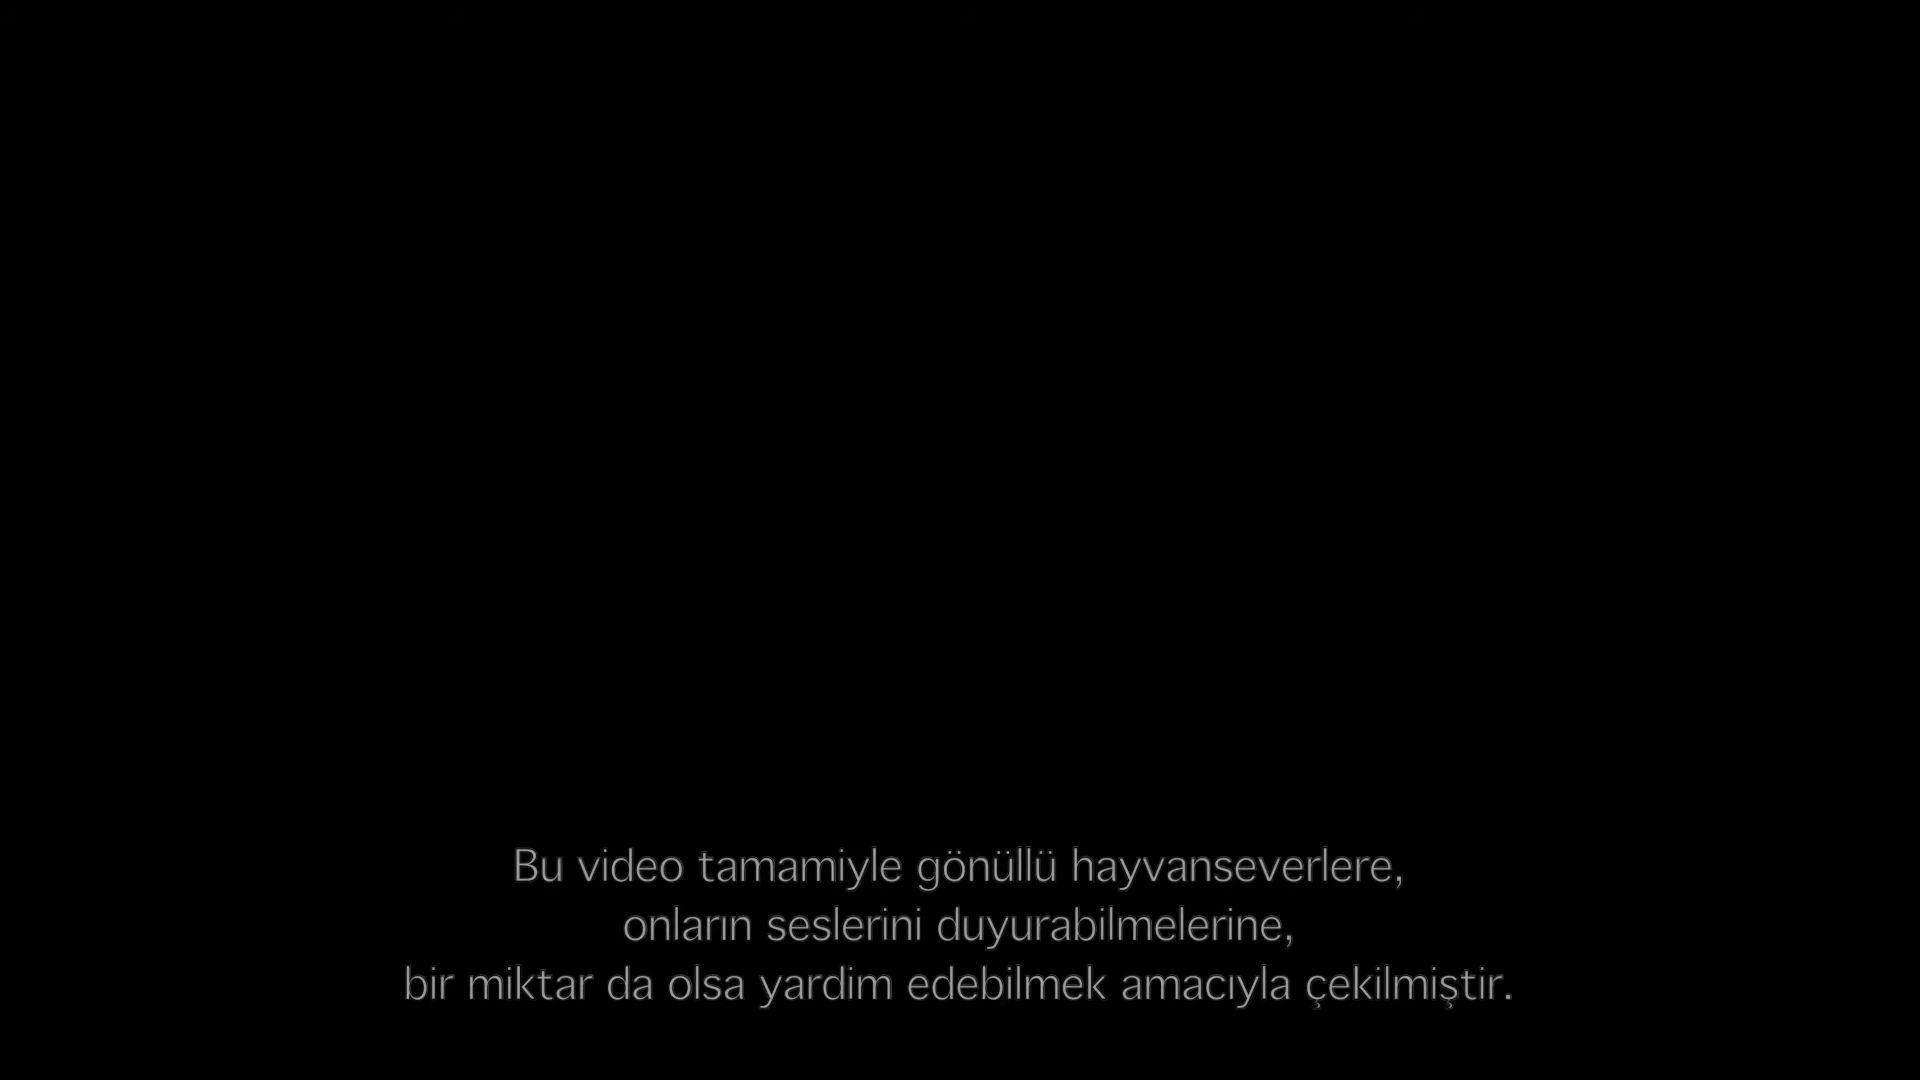 Bu video tamamiyle gönüllü hayvanseverlere,
onların seslerini duyurabilmelerine,
bir miktar da olsa yardim edebilmek amacıyla çekilmiştir.